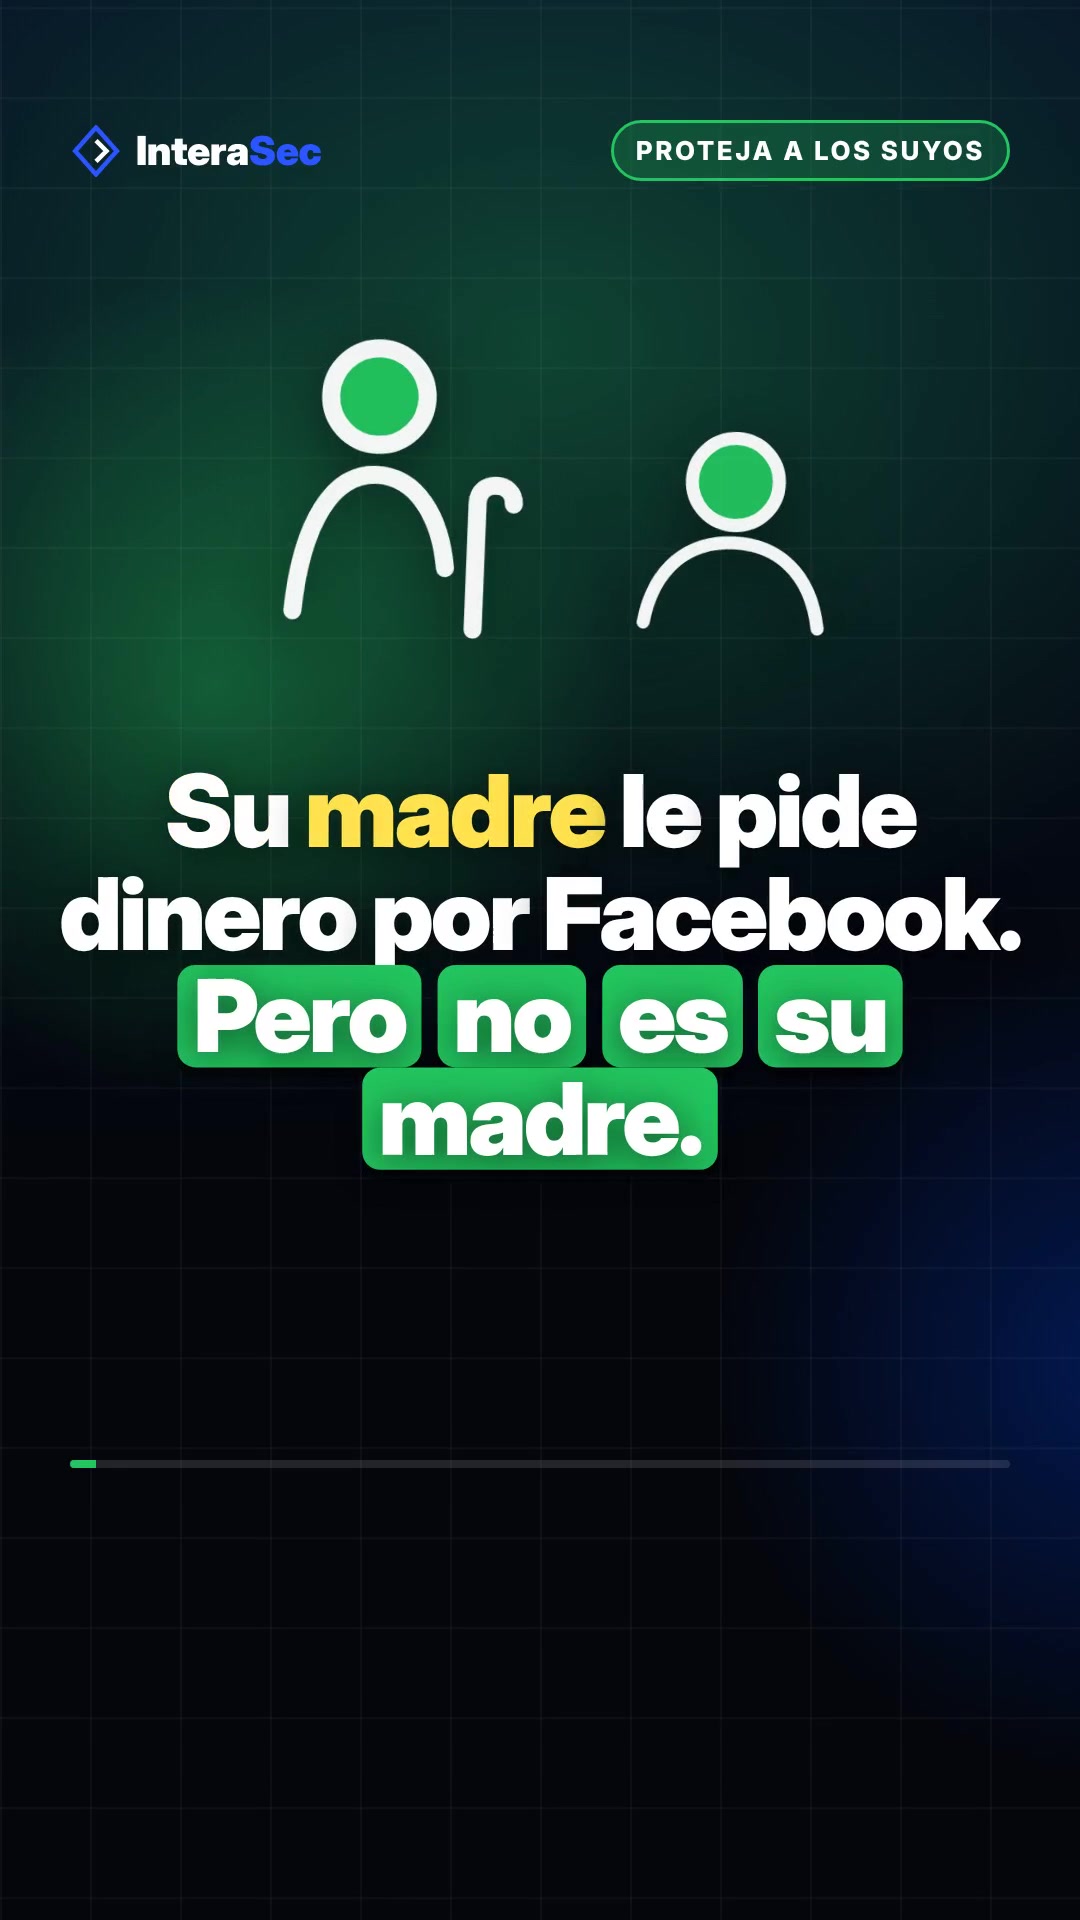 InteraSec
PROTEJA A LOS SUYOS
Su madre le pide
dinero por Facebook.
Pero no es su
madre.